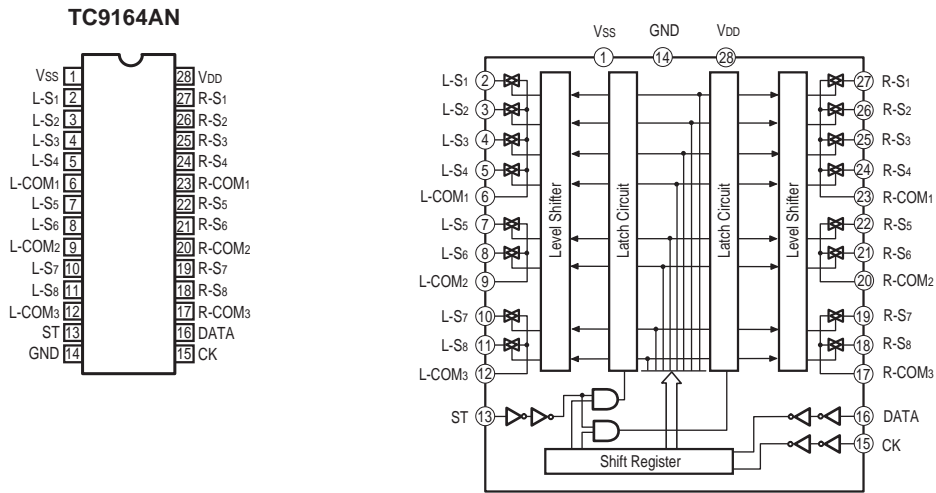 TC9164AN
VSS 1 28 VDD
L-S1 2 27 R-S1
L-S2 3 26 R-S2
L-S3 4 25 R-S3
L-S4 5 24 R-S4
L-COM1 6 23 R-COM1
L-S5 7 22 R-S5
L-S6 8 21 R-S6
L-COM2 9 20 R-COM2
L-S7 10 19 R-S7
L-S8 11 18 R-S8
L-COM3 12 17 R-COM3
ST 13 16 DATA
GND 14 15 CK
VSS GND VDD
1 14 28
L-S1 2 27 R-S1
L-S2 3 26 R-S2
L-S3 4 25 R-S3
L-S4 5 24 R-S4
L-COM1 6 23 R-COM1
L-S5 7 22 R-S5
L-S6 8 21 R-S6
L-COM2 9 20 R-COM2
L-S7 10 19 R-S7
L-S8 11 18 R-S8
L-COM3 12 17 R-COM3
Level Shifter
Latch Circuit
Latch Circuit
Level Shifter
ST 13 16 DATA
15 CK
Shift Register